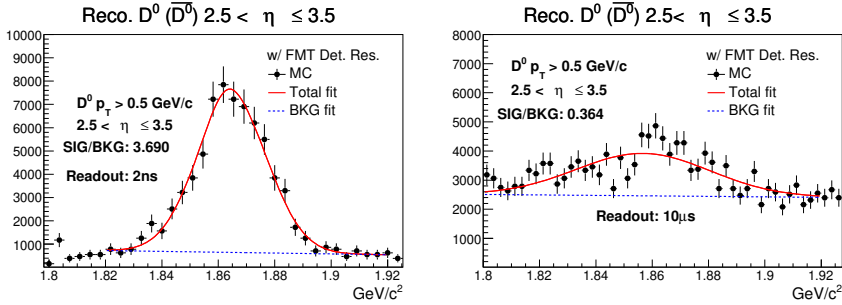 Reco. D⁰ (D̅⁰) 2.5< η ≤3.5
w/ FMT Det. Res.
MC
Total fit
BKG fit
D⁰ p_T > 0.5 GeV/c
2.5< η ≤3.5
SIG/BKG: 3.690
Readout: 2ns
10000
9000
8000
7000
6000
5000
4000
3000
2000
1000
1.8 1.82 1.84 1.86 1.88 1.9 1.92
GeV/c²
Reco. D⁰ (D̅⁰) 2.5< η ≤3.5
w/ FMT Det. Res.
MC
Total fit
BKG fit
D⁰ p_T > 0.5 GeV/c
2.5< η ≤3.5
SIG/BKG: 0.364
Readout: 10μs
8000
7000
6000
5000
4000
3000
2000
1000
1.8 1.82 1.84 1.86 1.88 1.9 1.92
GeV/c²